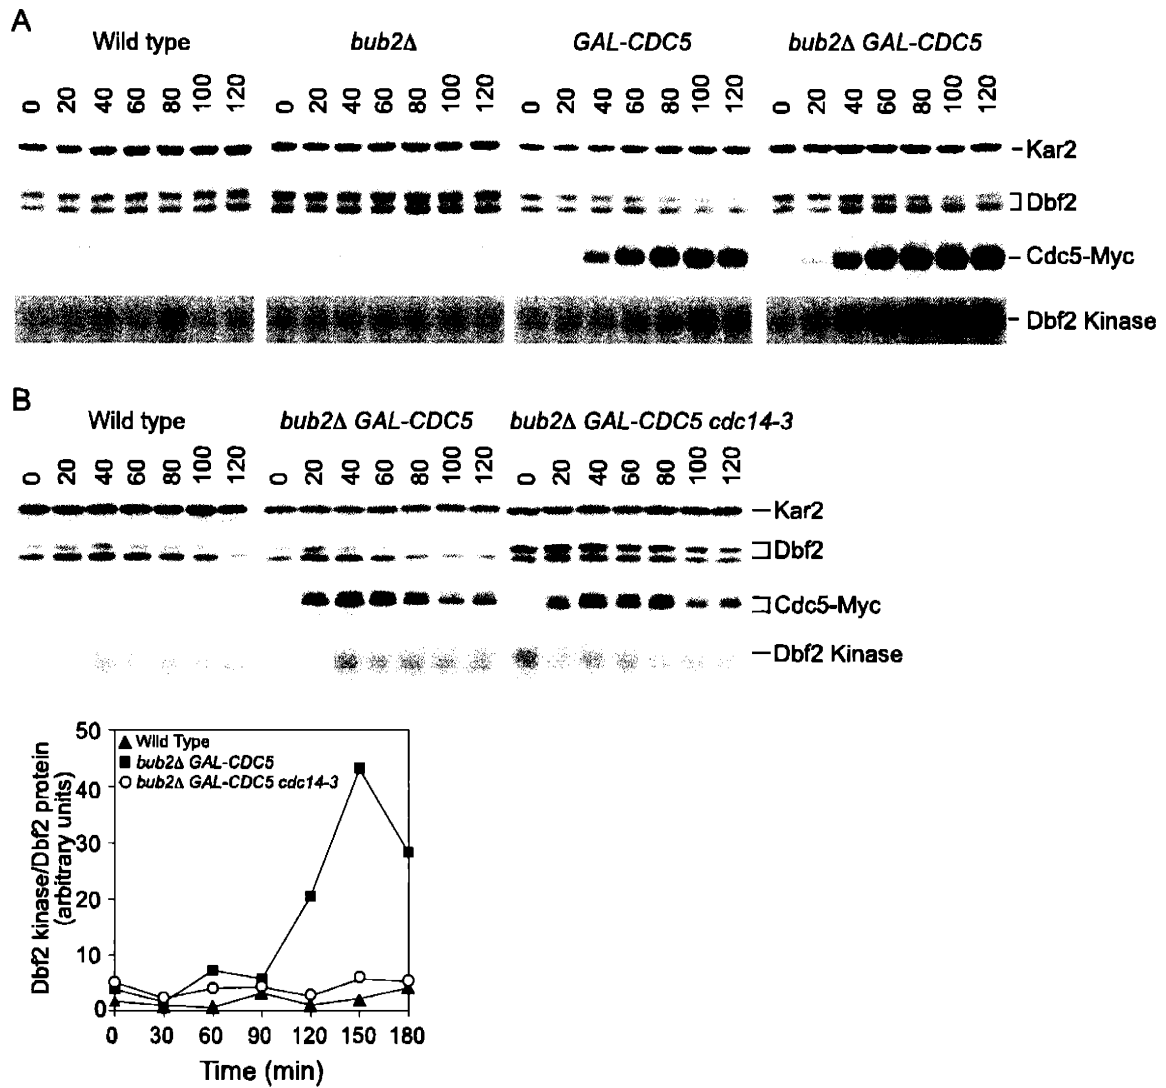 A
Wild type bub2Δ GAL-CDC5 bub2Δ GAL-CDC5
0 20 40 60 80 100 120 0 20 40 60 80 100 120 0 20 40 60 80 100 120 0 20 40 60 80 100 120
Kar2
Dbf2
Cdc5-Myc
Dbf2 Kinase
B
Wild type bub2Δ GAL-CDC5 bub2Δ GAL-CDC5 cdc14-3
0 20 40 60 80 100 120 0 20 40 60 80 100 120 0 20 40 60 80 100 120
Kar2
Dbf2
Cdc5-Myc
Dbf2 Kinase
Dbf2 kinase/Dbf2 protein
(arbitrary units)
50
40
30
20
10
0
Wild Type
bub2Δ GAL-CDC5
bub2Δ GAL-CDC5 cdc14-3
0 30 60 90 120 150 180
Time (min)